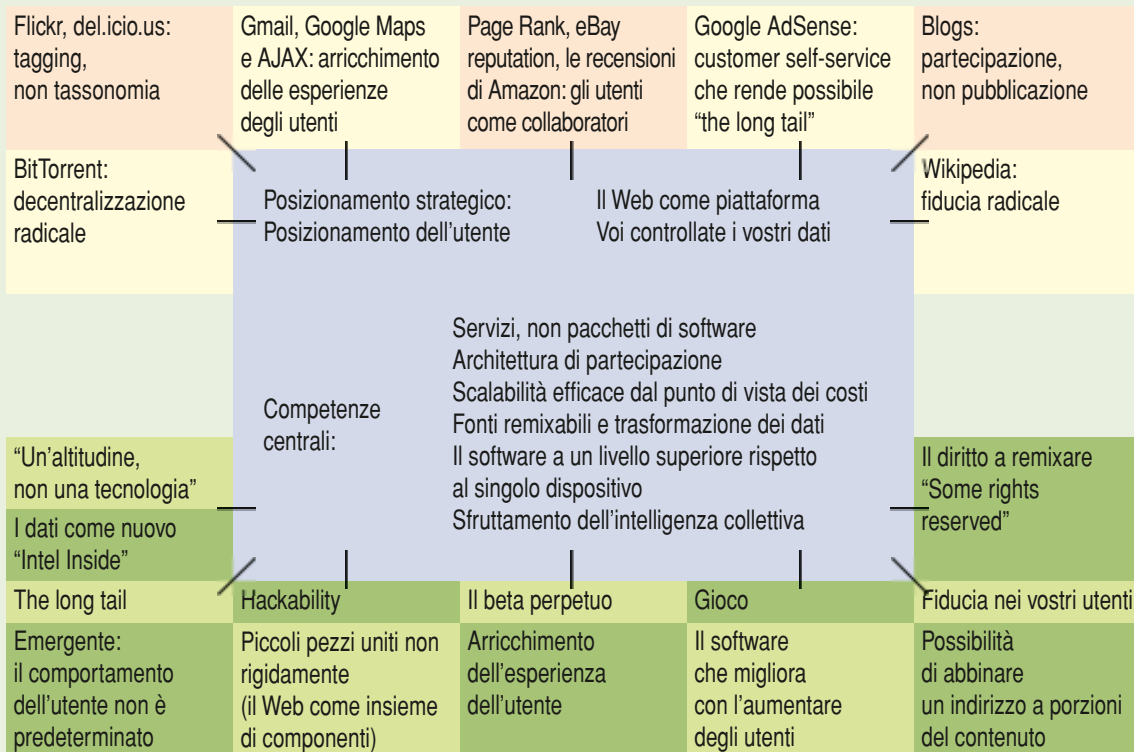 Flickr, del.icio.us:
tagging,
non tassonomia
Gmail, Google Maps
e AJAX: arricchimento
delle esperienze
degli utenti
Page Rank, eBay
reputation, le recensioni
di Amazon: gli utenti
come collaboratori
Google AdSense:
customer self-service
che rende possibile
“the long tail”
Blogs:
partecipazione,
non pubblicazione
BitTorrent:
decentralizzazione
radicale
Posizionamento strategico:
Posizionamento dell’utente
Il Web come piattaforma
Voi controllate i vostri dati
Wikipedia:
fiducia radicale
Competenze
centrali:
Servizi, non pacchetti di software
Architettura di partecipazione
Scalabilità efficace dal punto di vista dei costi
Fonti remixabili e trasformazione dei dati
Il software a un livello superiore rispetto
al singolo dispositivo
Sfruttamento dell’intelligenza collettiva
“Un’altitudine,
non una tecnologia”
I dati come nuovo
“Intel Inside”
Il diritto a remixare
“Some rights
reserved”
The long tail
Hackability
Il beta perpetuo
Gioco
Fiducia nei vostri utenti
Emergente:
il comportamento
dell’utente non è
predeterminato
Piccoli pezzi uniti non
rigidamente
(il Web come insieme
di componenti)
Arricchimento
dell’esperienza
dell’utente
Il software
che migliora
con l’aumentare
degli utenti
Possibilità
di abbinare
un indirizzo a porzioni
del contenuto